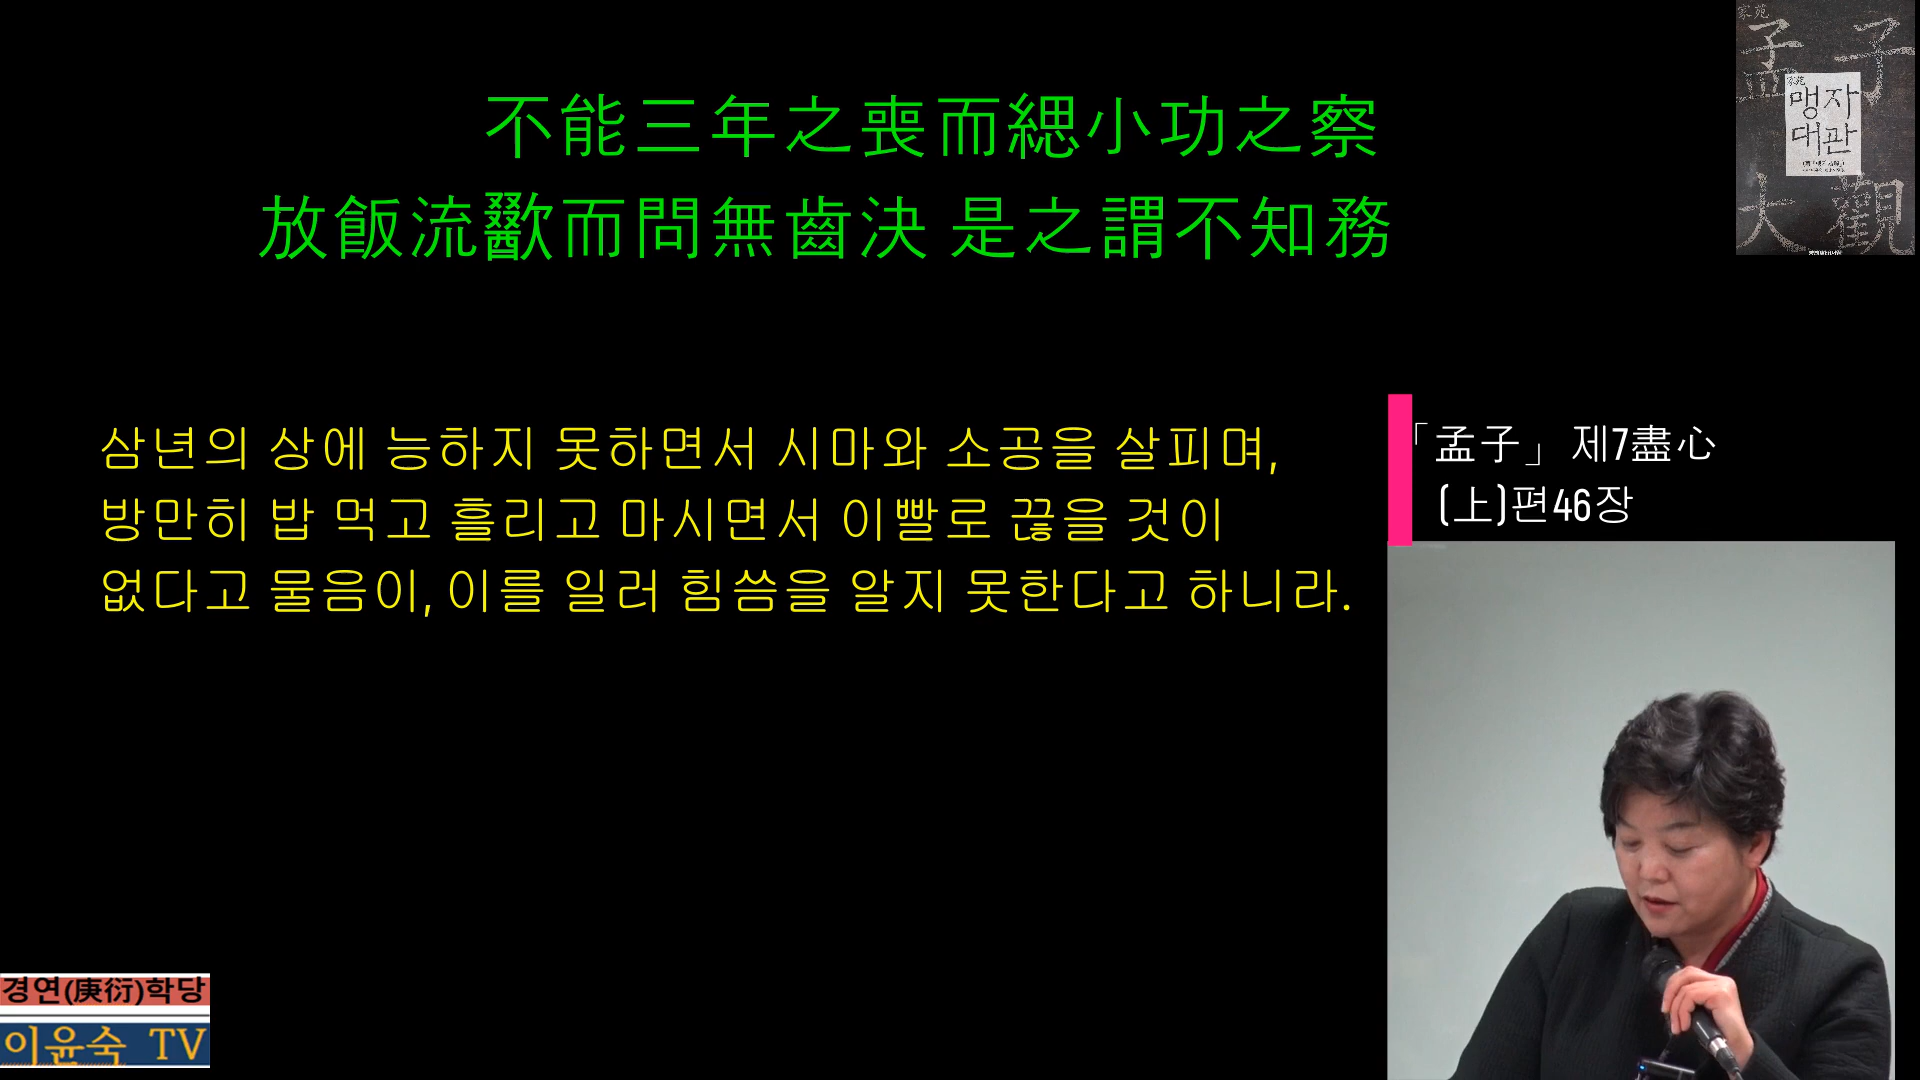 不能三年之喪而緦小功之察
放飯流歠而問無齒決 是之謂不知務
삼년의 상에 능하지 못하면서 시마와 소공을 살피며,
방만히 밥 먹고 흘리고 마시면서 이빨로 끊을 것이
없다고 물음이, 이를 일러 힘씀을 알지 못한다고 하니라.
「孟子」 제7盡心
(上)편46장
家苑
孟子
맹자
대관
大觀
경연(庚衍)학당
이윤숙 TV